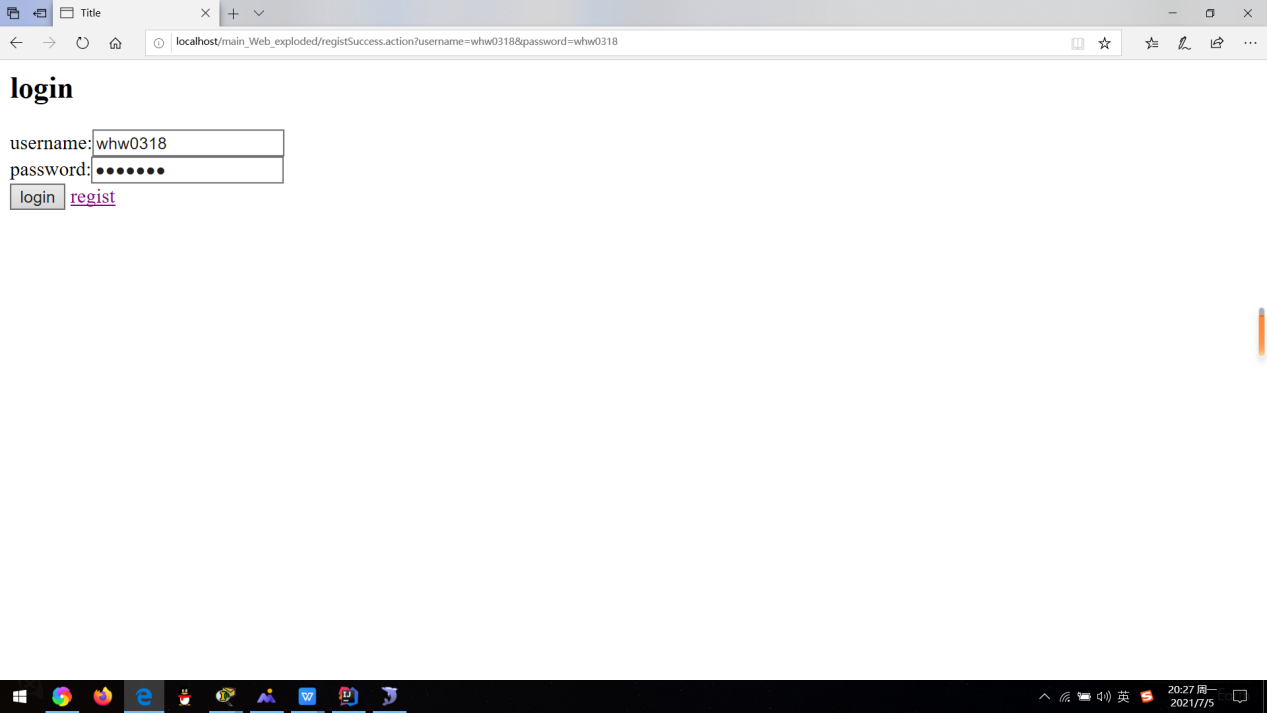 Title
localhost/main_Web_exploded/registSuccess.action?username=whw0318&password=whw0318
login
username: whw0318
password: •••••••
login regist
英
20:27 周一
2021/7/5